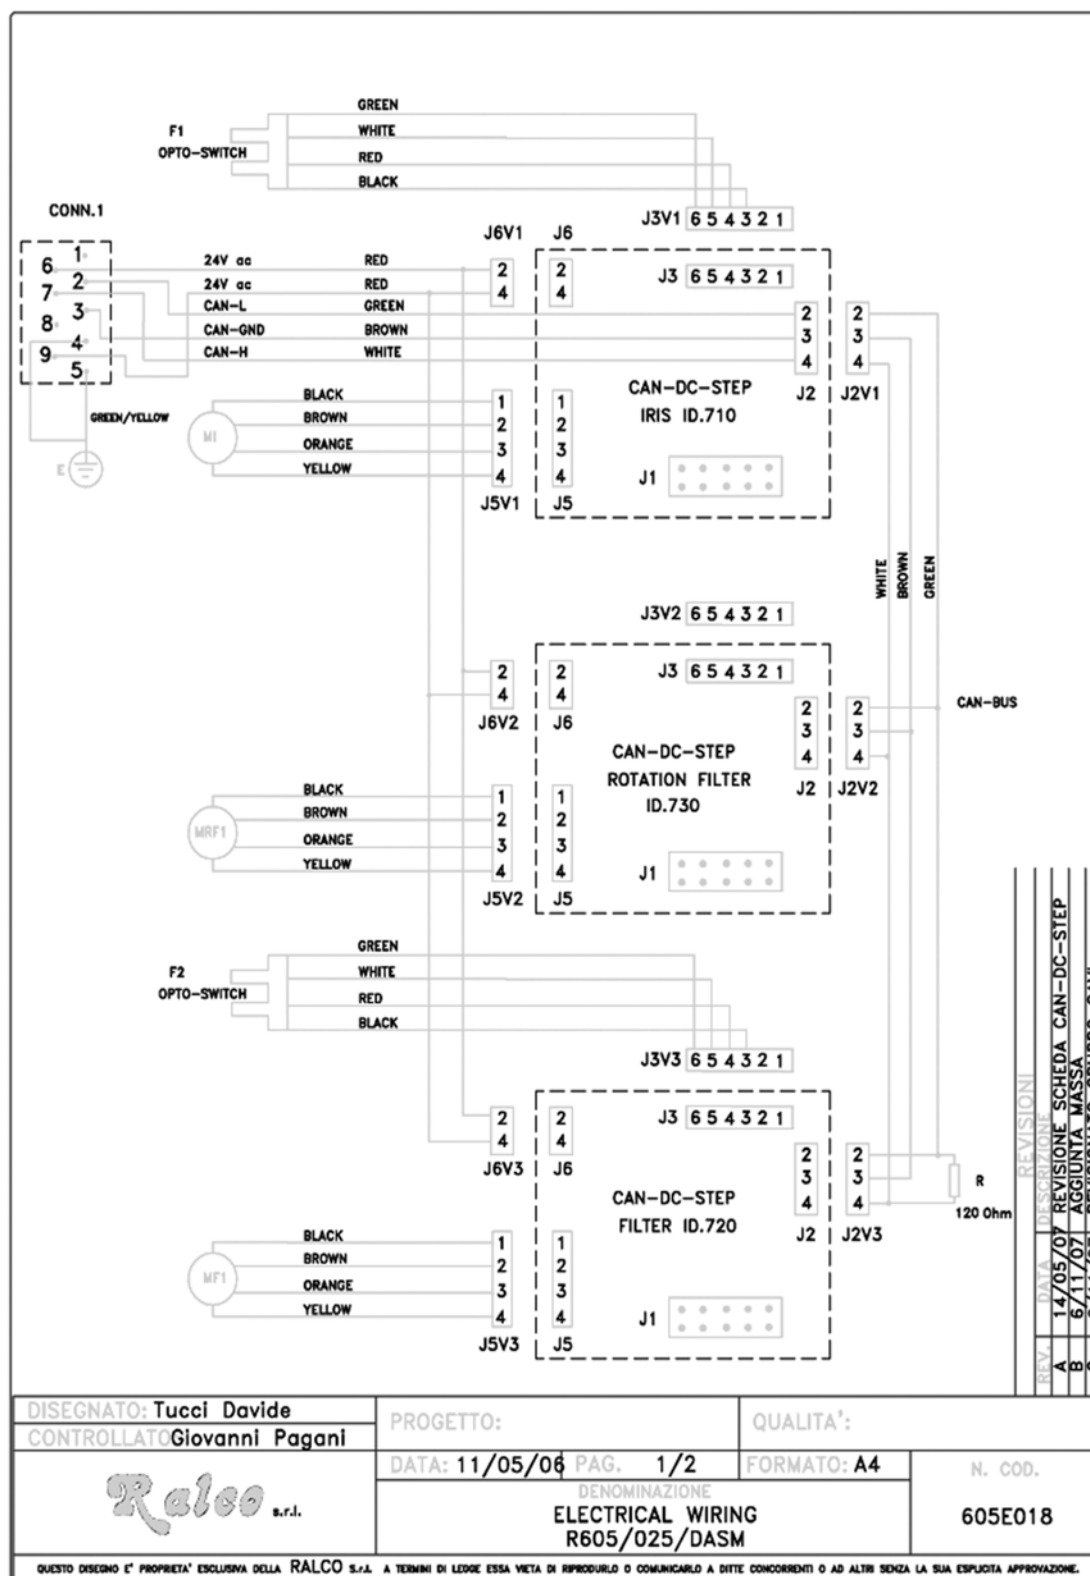 GREEN
F1
WHITE
OPTO-SWITCH
RED
BLACK
CONN.1
J3V1 6 5 4 3 2 1
J6V1 J6
1
6
2
7
3
8
4
9
5
24V ac RED
24V ac RED
CAN-L GREEN
CAN-GND BROWN
CAN-H WHITE
2 2
4 4
J3 6 5 4 3 2 1
2 2
3 3
4 4
J2 J2V1
CAN-DC-STEP
IRIS ID.710
GREEN/YELLOW
E
MI
BLACK
BROWN
ORANGE
YELLOW
1 1
2 2
3 3
4 4
J5V1 J5
J1
WHITE
BROWN
GREEN
J3V2 6 5 4 3 2 1
J3 6 5 4 3 2 1
2 2
4 4
J6V2 J6
2 2
3 3
4 4
J2 J2V2
CAN-BUS
CAN-DC-STEP
ROTATION FILTER
ID.730
MRF1
BLACK
BROWN
ORANGE
YELLOW
1 1
2 2
3 3
4 4
J5V2 J5
J1
GREEN
F2
WHITE
OPTO-SWITCH
RED
BLACK
J3V3 6 5 4 3 2 1
J3 6 5 4 3 2 1
2 2
4 4
J6V3 J6
2 2
3 3
4 4
J2 J2V3
R
120 Ohm
CAN-DC-STEP
FILTER ID.720
MF1
BLACK
BROWN
ORANGE
YELLOW
1 1
2 2
3 3
4 4
J5V3 J5
J1
REVISIONI
REV. DATA DESCRIZIONE
A 14/05/07 REVISIONE SCHEDA CAN-DC-STEP
B 6/11/07 AGGIUNTA MASSA
DISEGNATO: Tucci Davide
CONTROLLATO Giovanni Pagani
PROGETTO:
QUALITA':
DATA: 11/05/06 PAG. 1/2 FORMATO: A4
N. COD.
605E018
Ralco s.r.l.
DENOMINAZIONE
ELECTRICAL WIRING
R605/025/DASM
QUESTO DISEGNO E' PROPRIETA' ESCLUSIVA DELLA RALCO S.r.L. A TERMINI DI LEGGE ESSA VIETA DI RIPRODURLO O COMUNICARLO A DITTE CONCORRENTI O AD ALTRI SENZA LA SUA ESPLICITA APPROVAZIONE.